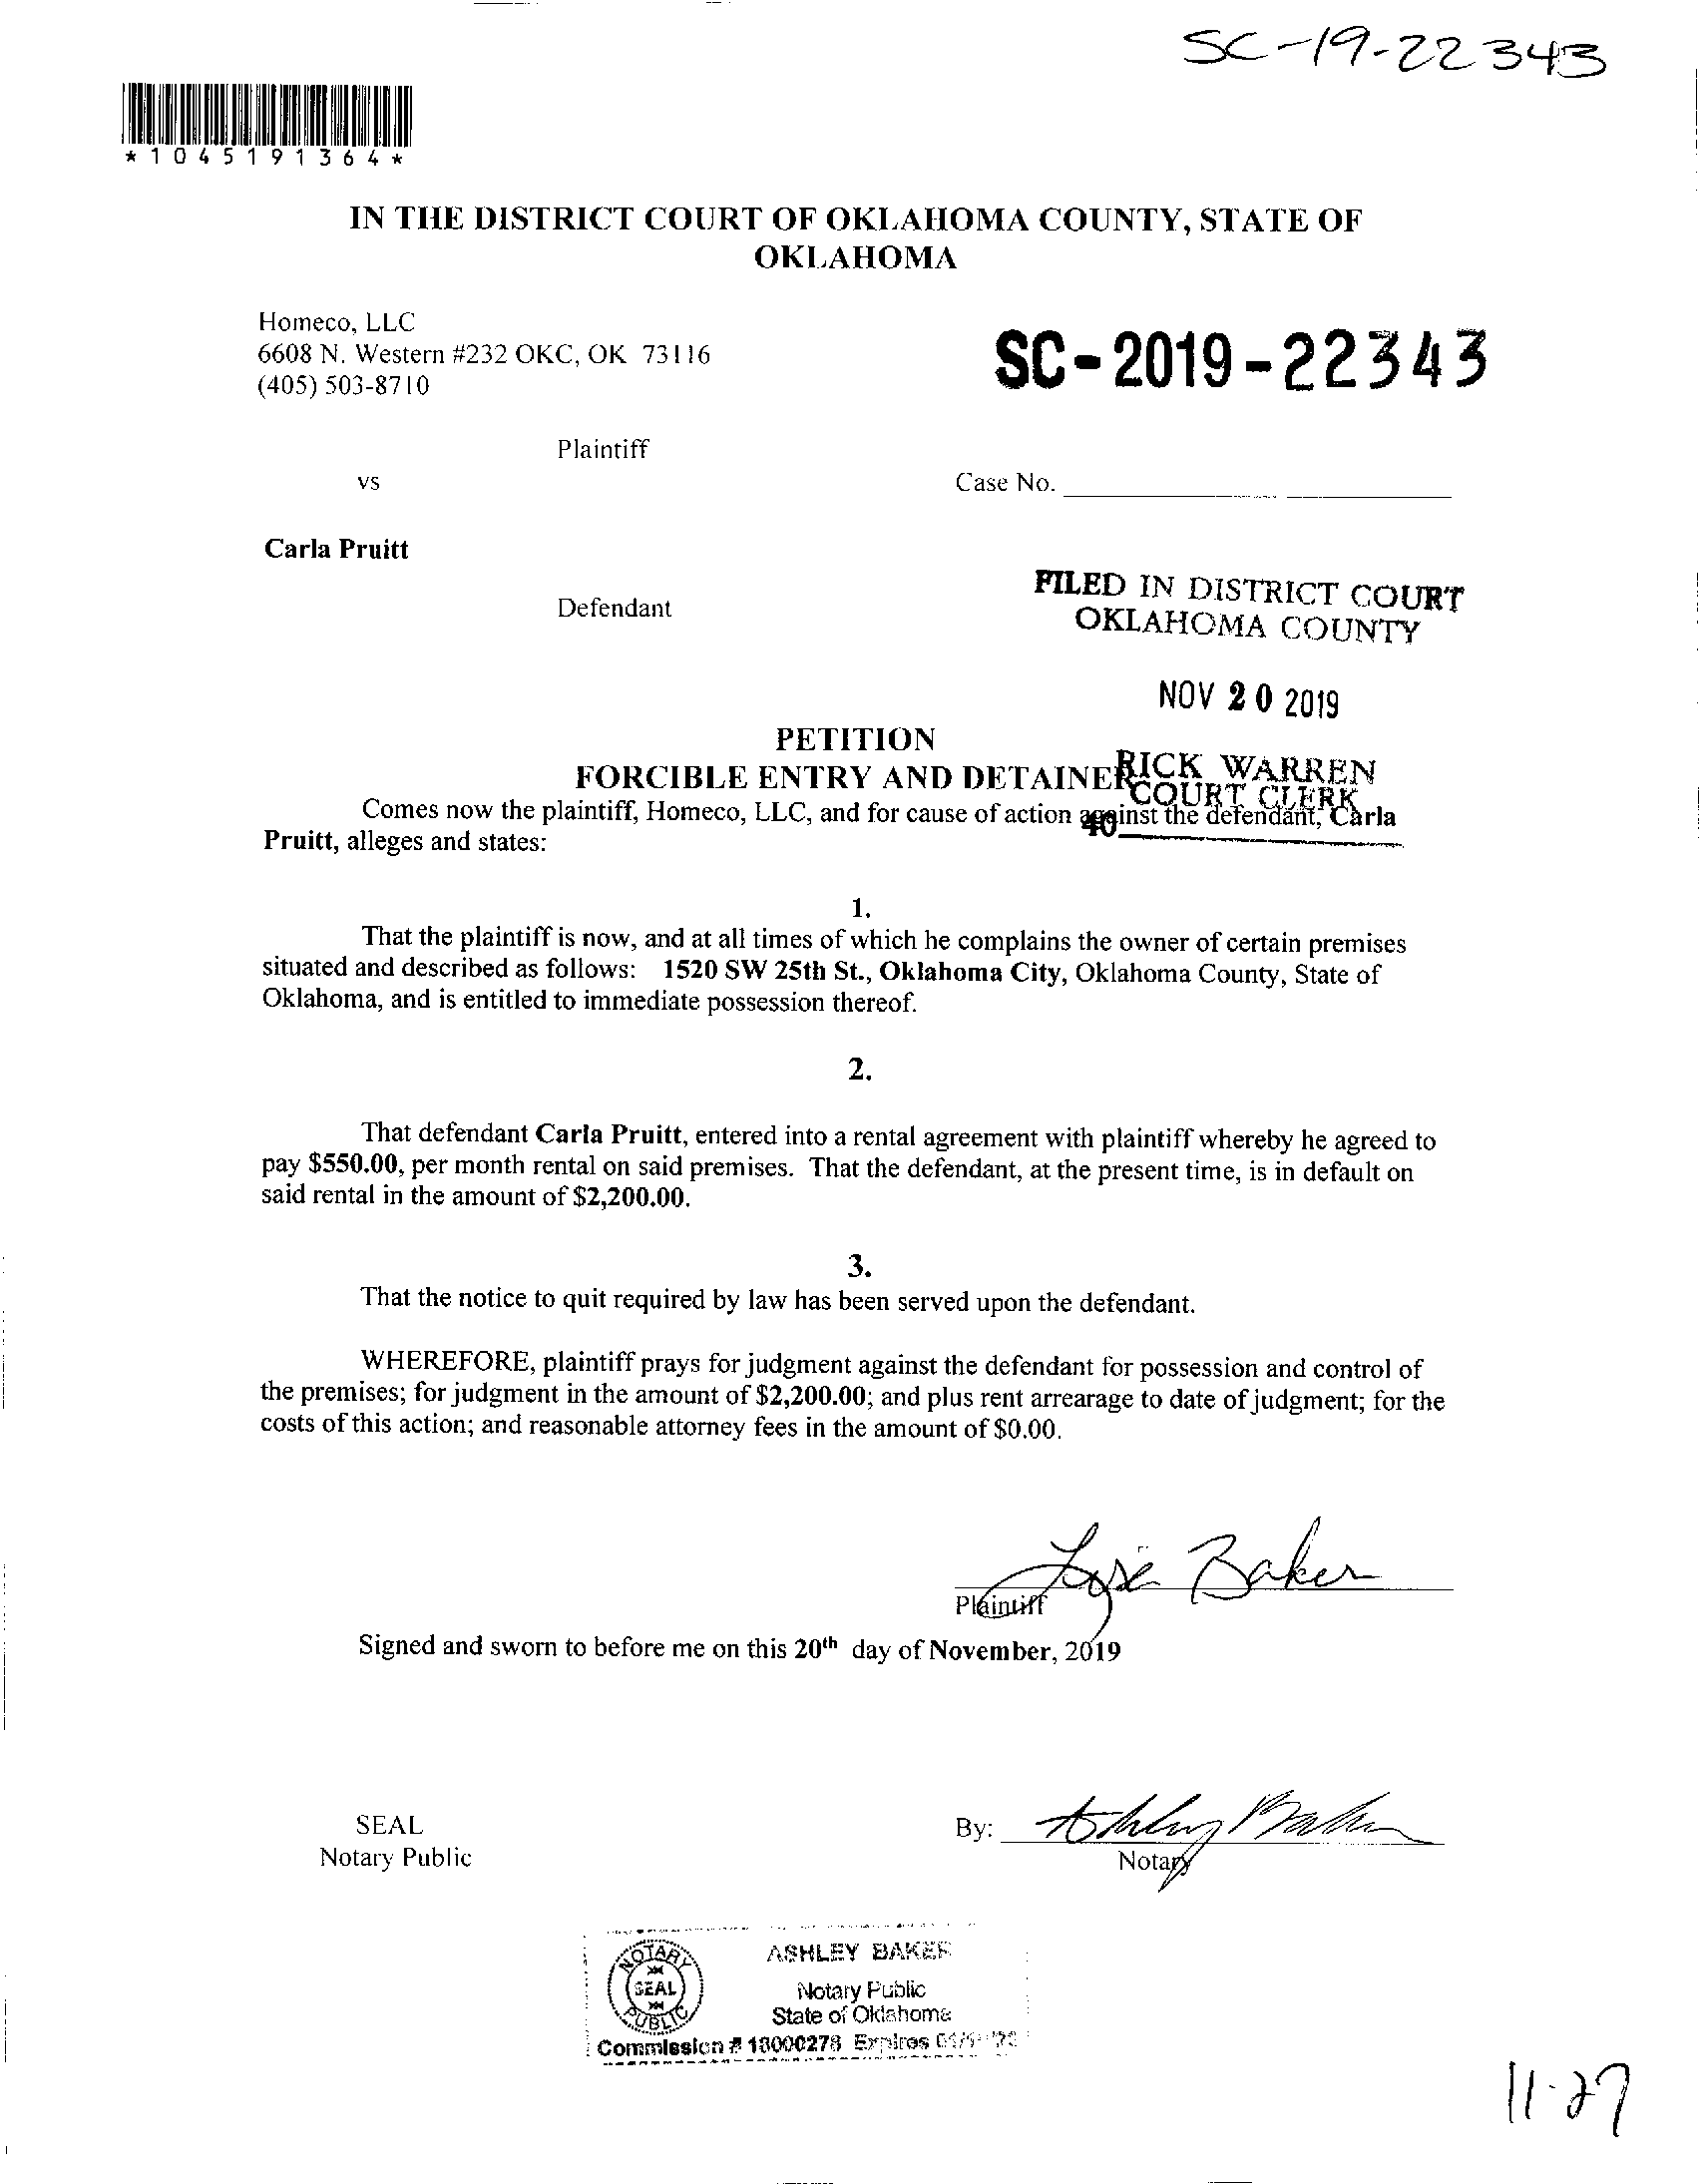 SC-19-22343
*1045191364*
IN THE DISTRICT COURT OF OKLAHOMA COUNTY, STATE OF
OKLAHOMA
Homeco, LLC
6608 N. Western #232 OKC, OK 73116
(405) 503-8710
SC-2019-22343
Plaintiff
vs
Case No.
Carla Pruitt
FILED IN DISTRICT COURT
OKLAHOMA COUNTY
Defendant
NOV 20 2019
PETITION
RICK WARREN
COURT CLERK
FORCIBLE ENTRY AND DETAINER
Comes now the plaintiff, Homeco, LLC, and for cause of action against the defendant, Carla
40
Pruitt, alleges and states:
1.
That the plaintiff is now, and at all times of which he complains the owner of certain premises
situated and described as follows: 1520 SW 25th St., Oklahoma City, Oklahoma County, State of
Oklahoma, and is entitled to immediate possession thereof.
2.
That defendant Carla Pruitt, entered into a rental agreement with plaintiff whereby he agreed to
pay $550.00, per month rental on said premises. That the defendant, at the present time, is in default on
said rental in the amount of $2,200.00.
3.
That the notice to quit required by law has been served upon the defendant.
WHEREFORE, plaintiff prays for judgment against the defendant for possession and control of
the premises; for judgment in the amount of $2,200.00; and plus rent arrearage to date of judgment; for the
costs of this action; and reasonable attorney fees in the amount of $0.00.
Baker
Plaintiff
Signed and sworn to before me on this 20th day of November, 2019
SEAL
Notary Public
By: Ashley Baker
Notary
NOTARY
SEAL
PUBLIC
ASHLEY BAKER
Notary Public
State of Oklahoma
Commission # 18000278 Expires
11-27